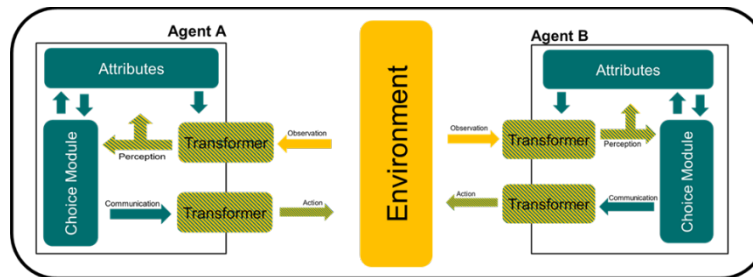 Agent A
Attributes
Choice Module
Transformer
Perception
Observation
Communication
Transformer
Action
Environment
Agent B
Attributes
Observation
Transformer
Perception
Choice Module
Action
Transformer
Communication